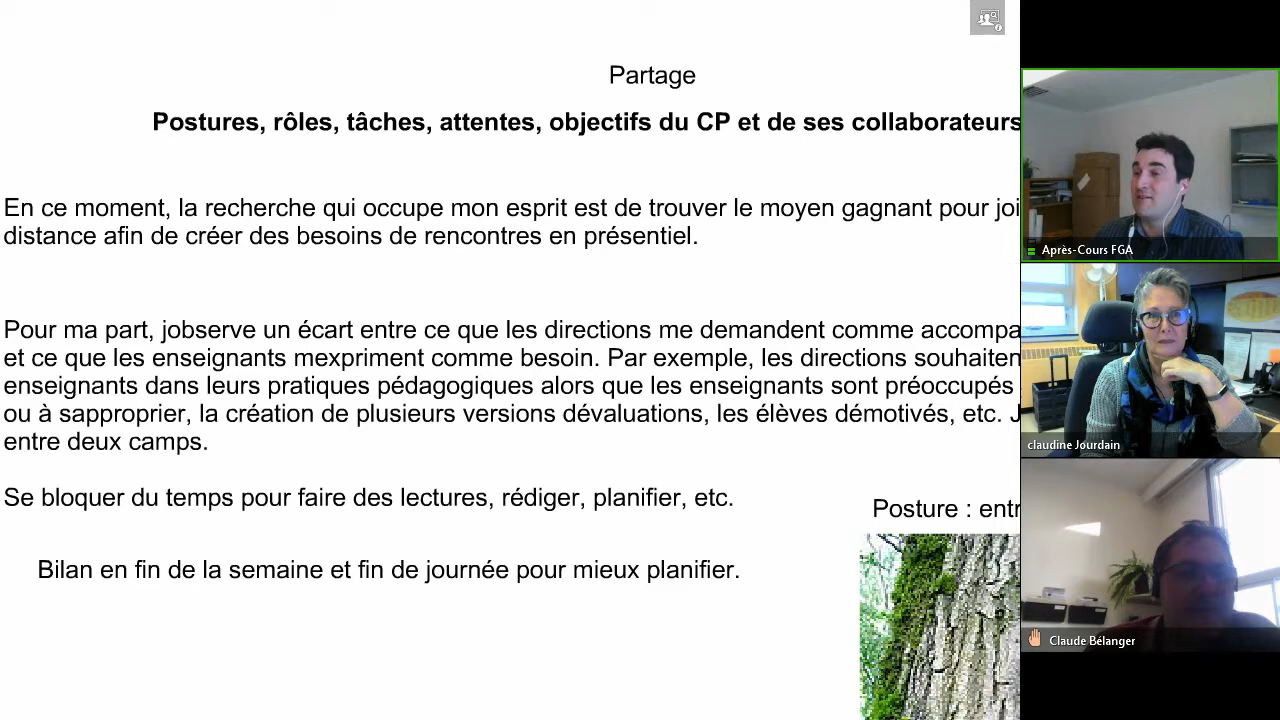 Partage
Postures, rôles, tâches, attentes, objectifs du CP et de ses collaborateurs
En ce moment, la recherche qui occupe mon esprit est de trouver le moyen gagnant pour joi
distance afin de créer des besoins de rencontres en présentiel.
Pour ma part, jobserve un écart entre ce que les directions me demandent comme accompa
et ce que les enseignants mexpriment comme besoin. Par exemple, les directions souhaiten
enseignants dans leurs pratiques pédagogiques alors que les enseignants sont préoccupés
ou à sapproprier, la création de plusieurs versions dévaluations, les élèves démotivés, etc. J
entre deux camps.
Se bloquer du temps pour faire des lectures, rédiger, planifier, etc.
Posture : entr
Bilan en fin de la semaine et fin de journée pour mieux planifier.
Après-Cours FGA
claudine Jourdain
Claude Bélanger